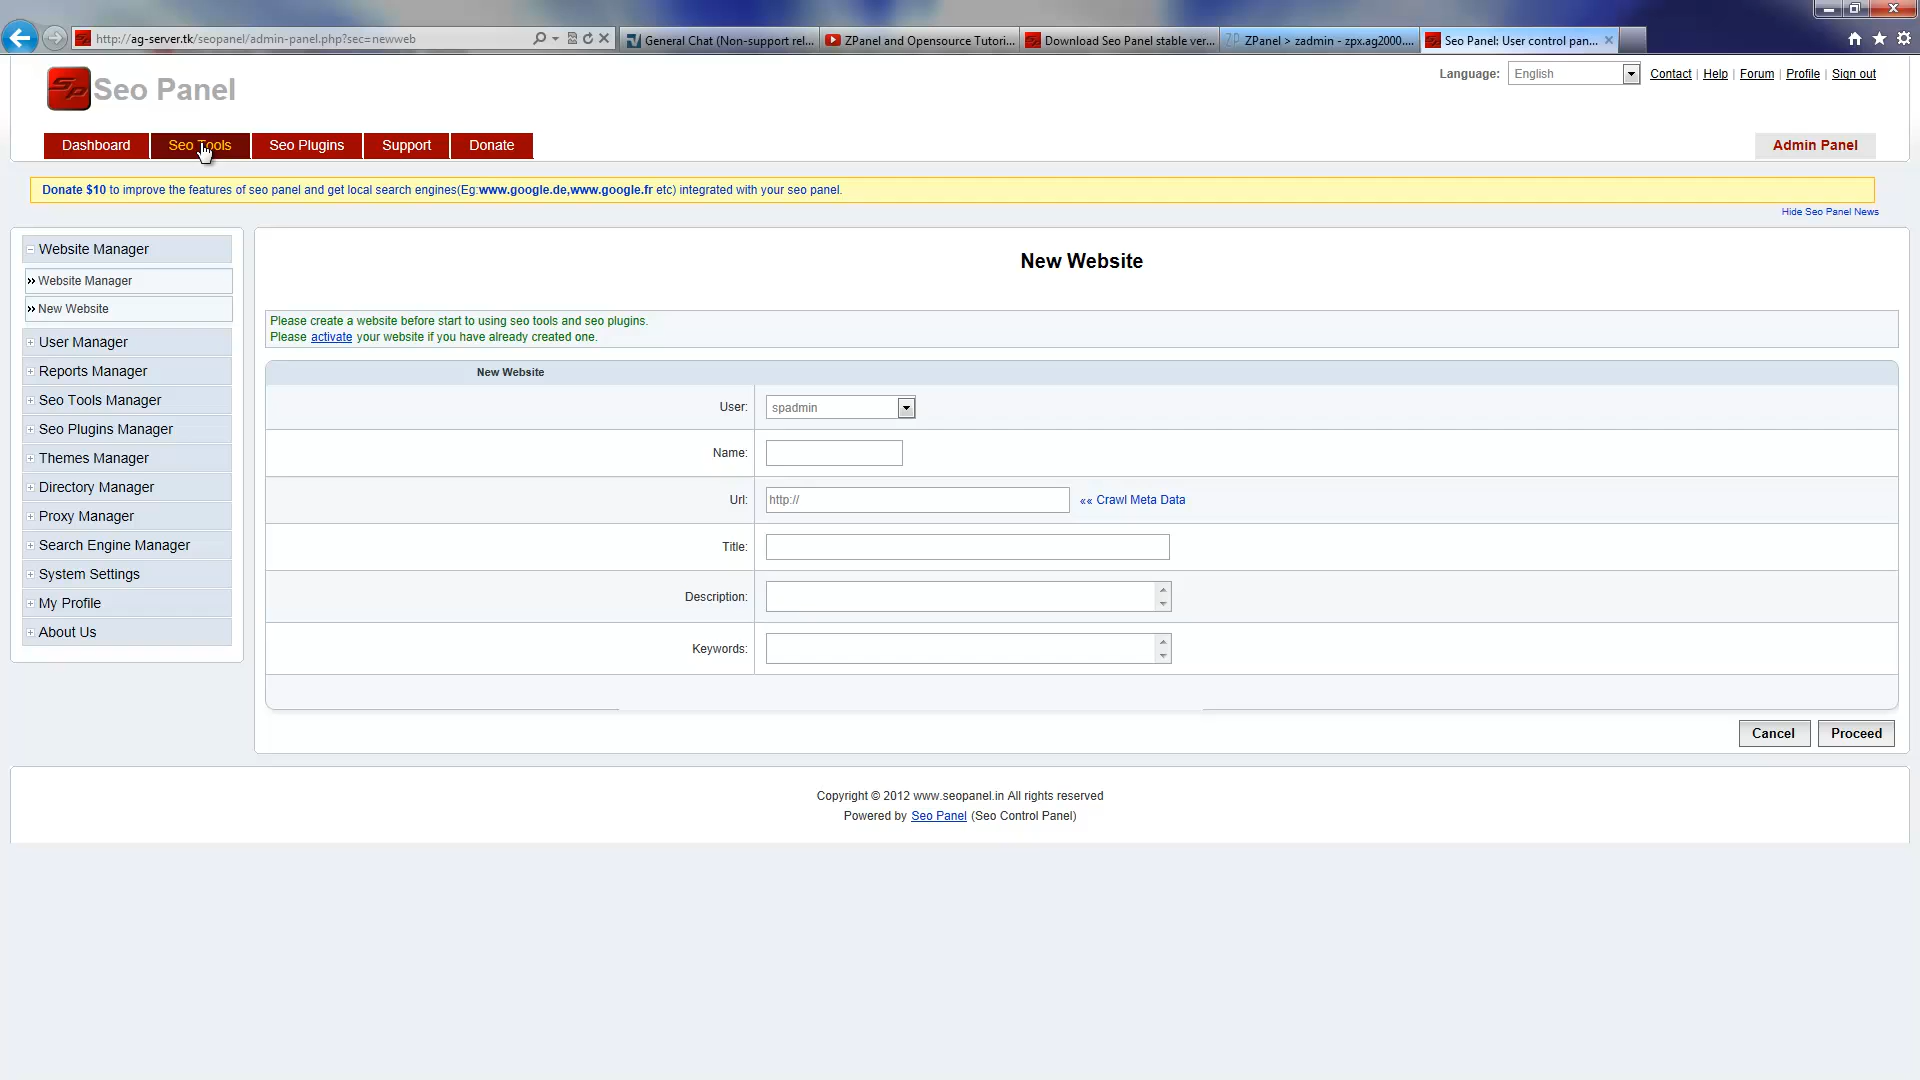 http://ag-server.tk/seopanel/admin-panel.php?sec=newweb
General Chat (Non-support rel...
ZPanel and Opensource Tutori...
Download Seo Panel stable ver...
ZPanel > zadmin - zpx.ag2000....
Seo Panel: User control pan...
Seo Panel
Language: English
Contact | Help | Forum | Profile | Sign out
Dashboard
Seo Tools
Seo Plugins
Support
Donate
Admin Panel
Donate $10 to improve the features of seo panel and get local search engines(Eg:www.google.de,www.google.fr etc) integrated with your seo panel.
Hide Seo Panel News
Website Manager
» Website Manager
» New Website
User Manager
Reports Manager
Seo Tools Manager
Seo Plugins Manager
Themes Manager
Directory Manager
Proxy Manager
Search Engine Manager
System Settings
My Profile
About Us
New Website
Please create a website before start to using seo tools and seo plugins.
Please activate your website if you have already created one.
New Website
User: spadmin
Name:
Url: http:// «« Crawl Meta Data
Title:
Description:
Keywords:
Cancel
Proceed
Copyright © 2012 www.seopanel.in All rights reserved
Powered by Seo Panel (Seo Control Panel)